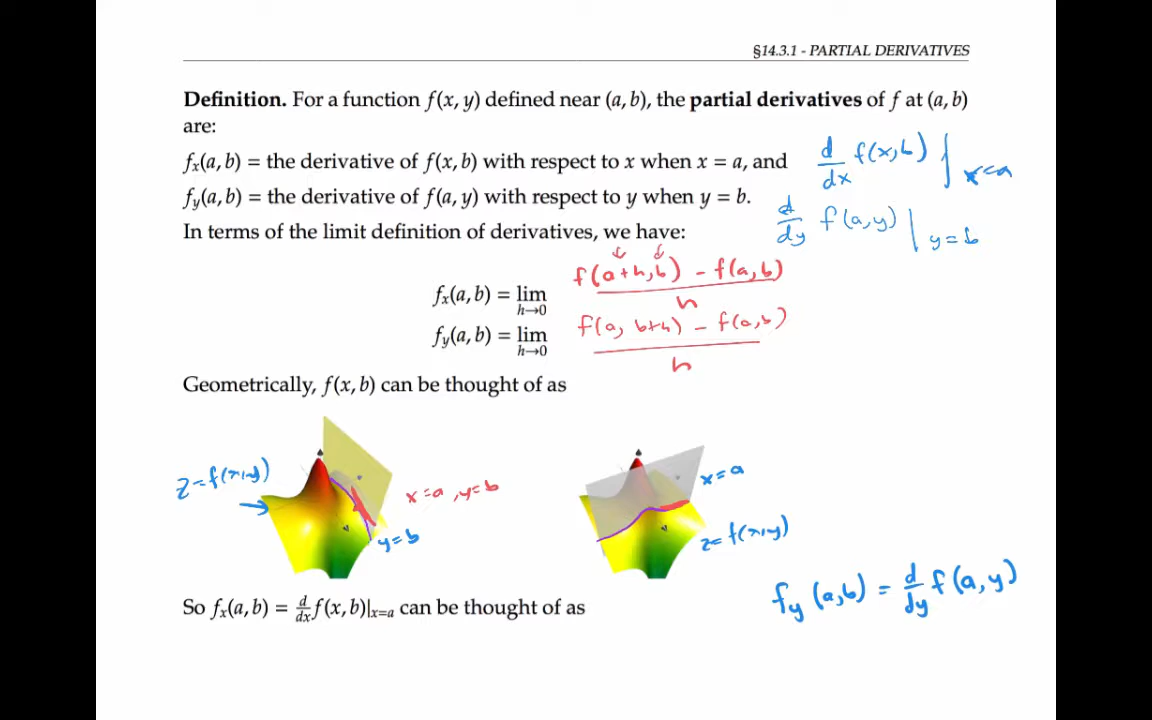 §14.3.1 - PARTIAL DERIVATIVES
Definition. For a function f(x, y) defined near (a, b), the partial derivatives of f at (a, b)
are:
fₓ(a, b) = the derivative of f(x, b) with respect to x when x = a, and
d/dx f(x,b) | x=a
f_y(a, b) = the derivative of f(a, y) with respect to y when y = b.
d/dy f(a,y) | y=b
In terms of the limit definition of derivatives, we have:
fₓ(a, b) = lim h→0 f(a+h,b) - f(a,b) / h
f_y(a, b) = lim h→0 f(a, b+h) - f(a,b) / h
Geometrically, f(x, b) can be thought of as
z=f(x,y)
x=a, y=b
y=b
x=a
z=f(x,y)
f_y (a,b) = d/dy f(a,y)
So fₓ(a, b) = d/dx f(x, b)|ₓ₌ₐ can be thought of as